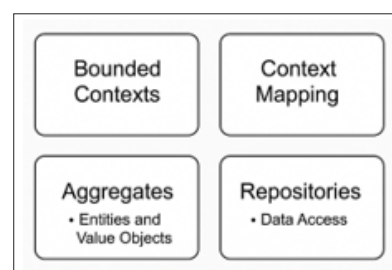 Bounded
Contexts
Context
Mapping
Aggregates
• Entities and
Value Objects
Repositories
• Data Access